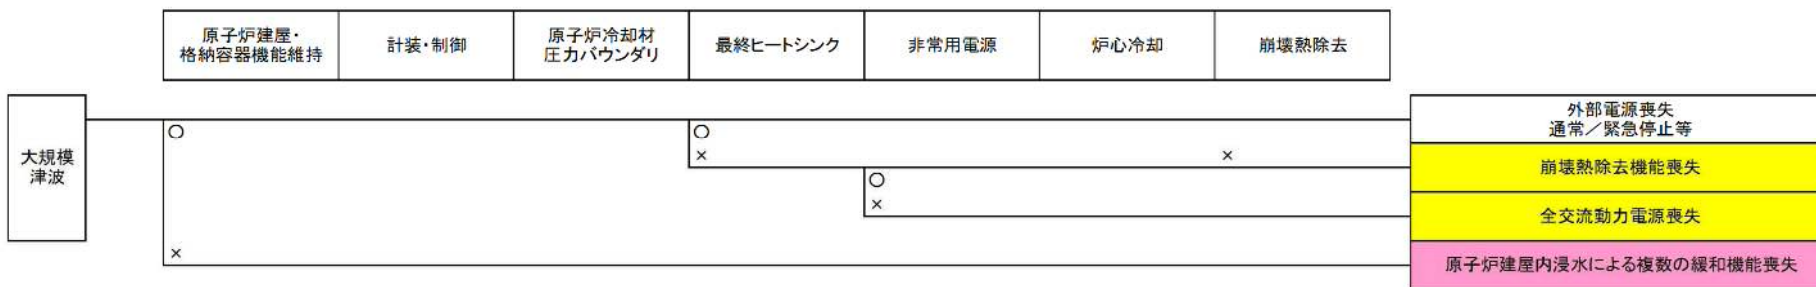 原子炉建屋・
格納容器機能維持
計装・制御
原子炉冷却材
圧力バウンダリ
最終ヒートシンク
非常用電源
炉心冷却
崩壊熱除去
大規模
津波
○
○
外部電源喪失
通常／緊急停止等
×
×
崩壊熱除去機能喪失
○
×
全交流動力電源喪失
×
原子炉建屋内浸水による複数の緩和機能喪失